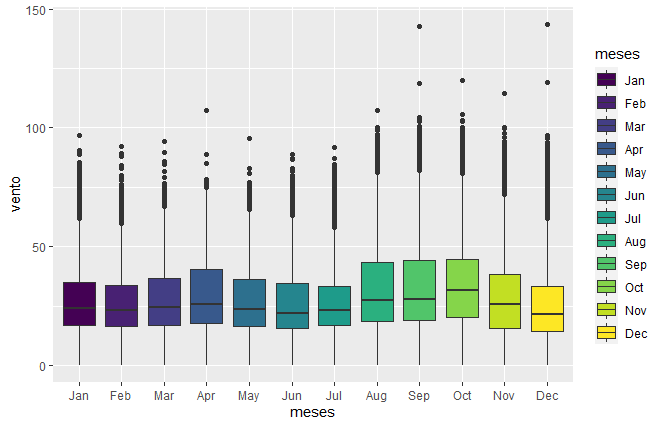 150
100
50
0
vento
Jan Feb Mar Apr May Jun Jul Aug Sep Oct Nov Dec
meses
meses
Jan
Feb
Mar
Apr
May
Jun
Jul
Aug
Sep
Oct
Nov
Dec